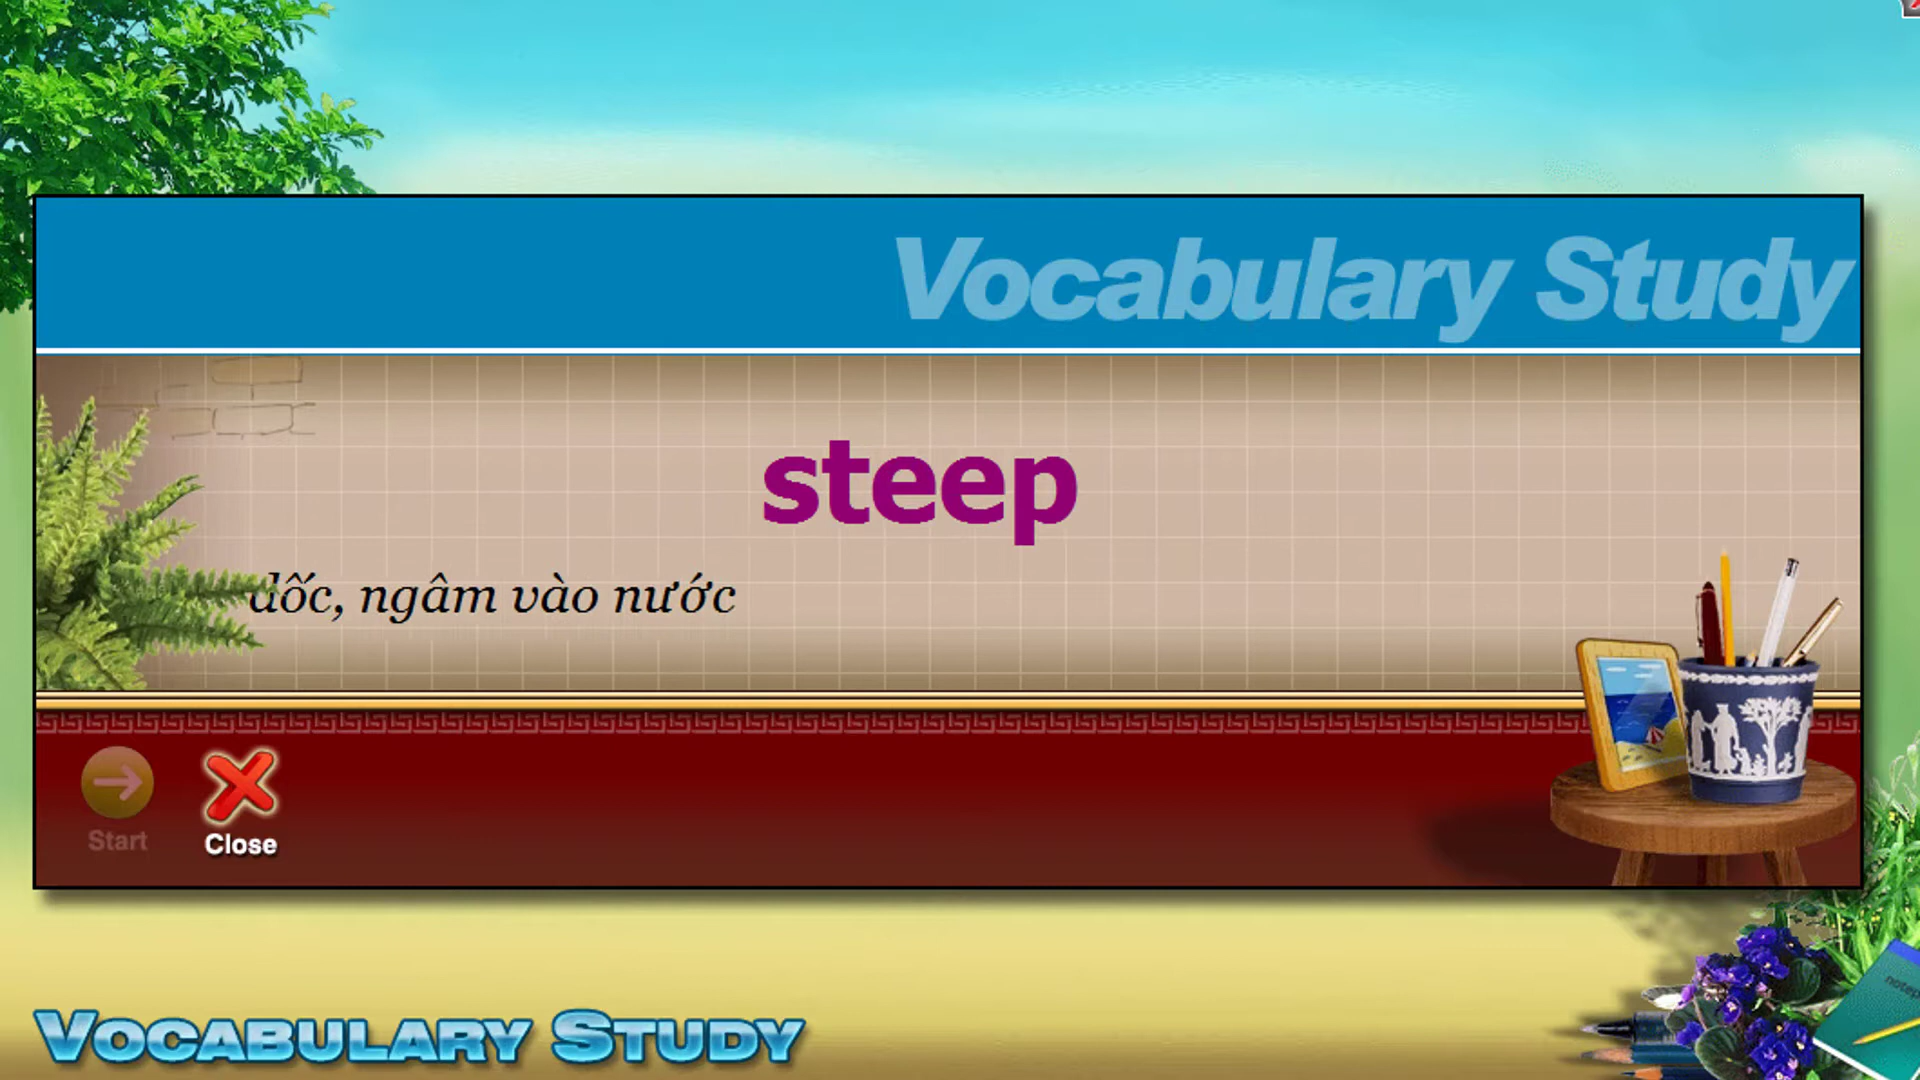 Vocabulary Study
steep
dốc, ngâm vào nước
Start
Close
VOCABULARY STUDY